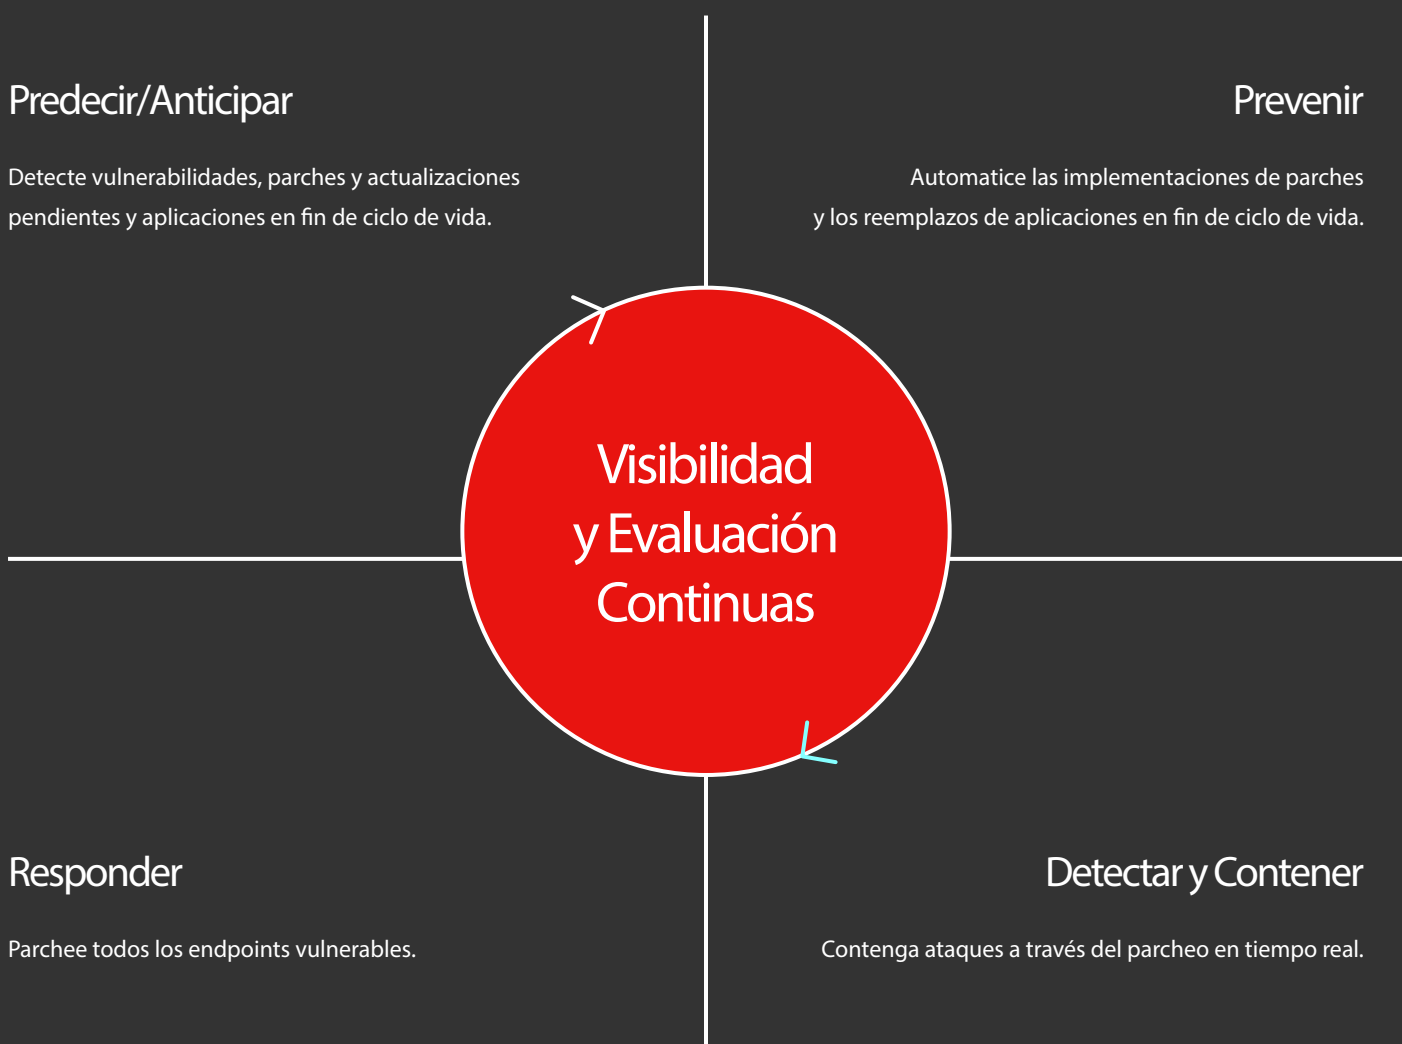 Predecir/Anticipar
Detecte vulnerabilidades, parches y actualizaciones
pendientes y aplicaciones en fin de ciclo de vida.
Prevenir
Automatice las implementaciones de parches
y los reemplazos de aplicaciones en fin de ciclo de vida.
Visibilidad
y Evaluación
Continuas
Responder
Parchee todos los endpoints vulnerables.
Detectar y Contener
Contenga ataques a través del parcheo en tiempo real.